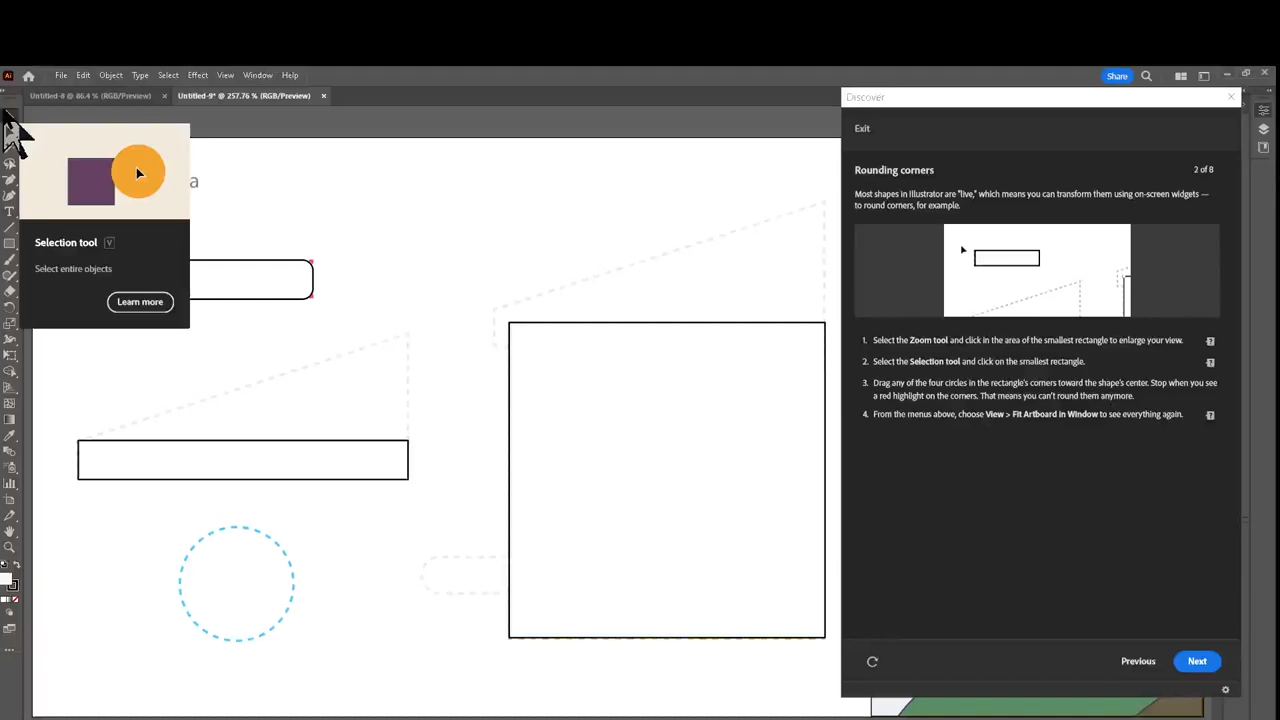 Ai
File Edit Object Type Select Effect View Window Help
Share
Untitled-8 @ 86.4 % (RGB/Preview)
Untitled-9* @ 257.76 % (RGB/Preview)
Discover
Exit
a
Rounding corners
2 of 8
Most shapes in Illustrator are "live," which means you can transform them using on-screen widgets —
to round corners, for example.
Selection tool V
Select entire objects
Learn more
1. Select the Zoom tool and click in the area of the smallest rectangle to enlarge your view.
2. Select the Selection tool and click on the smallest rectangle.
3. Drag any of the four circles in the rectangle's corners toward the shape's center. Stop when you see
a red highlight on the corners. That means you can't round them anymore.
4. From the menus above, choose View > Fit Artboard in Window to see everything again.
Previous
Next